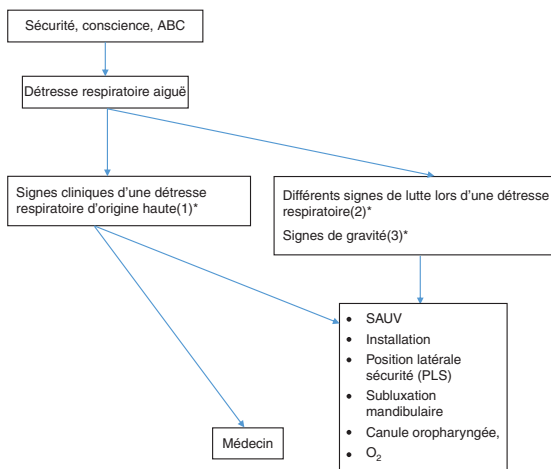 Sécurité, conscience, ABC
Détresse respiratoire aiguë
Signes cliniques d'une détresse
respiratoire d'origine haute(1)*
Différents signes de lutte lors d'une détresse
respiratoire(2)*
Signes de gravité(3)*
• SAUV
• Installation
• Position latérale
sécurité (PLS)
• Subluxation
mandibulaire
• Canule oropharyngée,
• O₂
Médecin